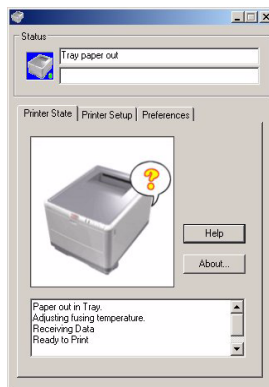 Status
Tray paper out
Printer State Printer Setup Preferences
?
Help
About...
Paper out in Tray.
Adjusting fusing temperature.
Receiving Data
Ready to Print